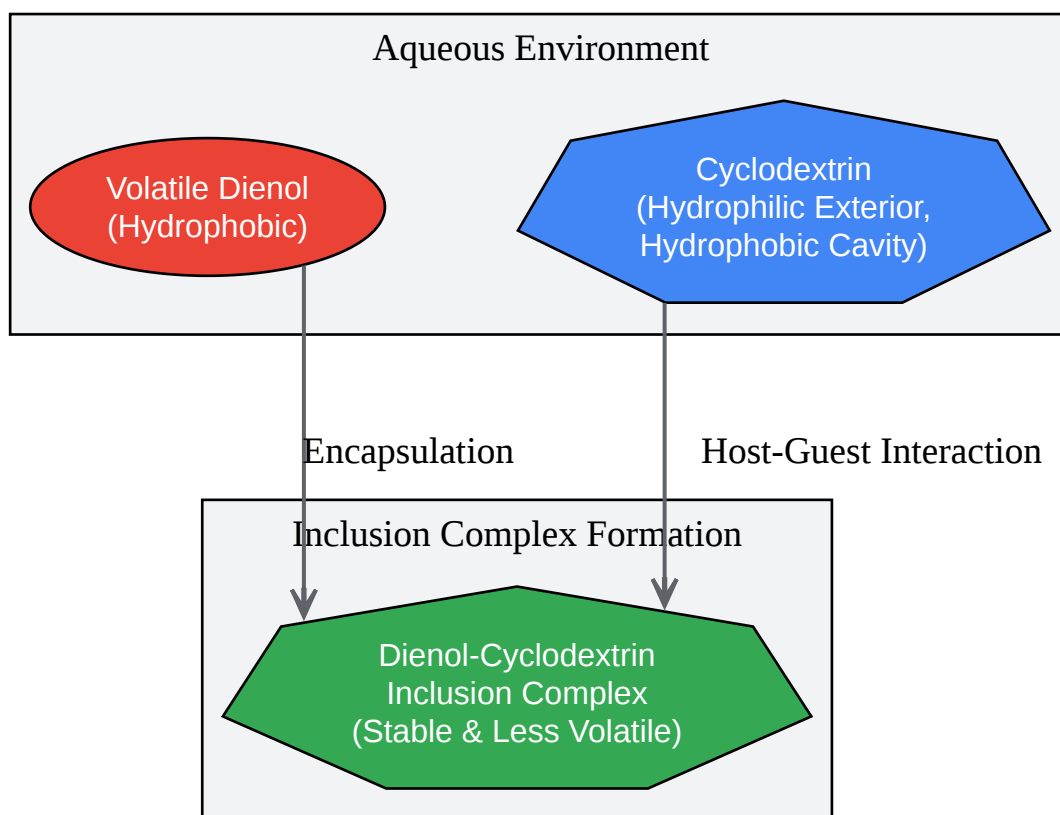 Aqueous Environment
Volatile Dienol
(Hydrophobic)
Cyclodextrin
(Hydrophilic Exterior,
Hydrophobic Cavity)
Encapsulation
Host-Guest Interaction
Inclusion Complex Formation
Dienol-Cyclodextrin
Inclusion Complex
(Stable & Less Volatile)